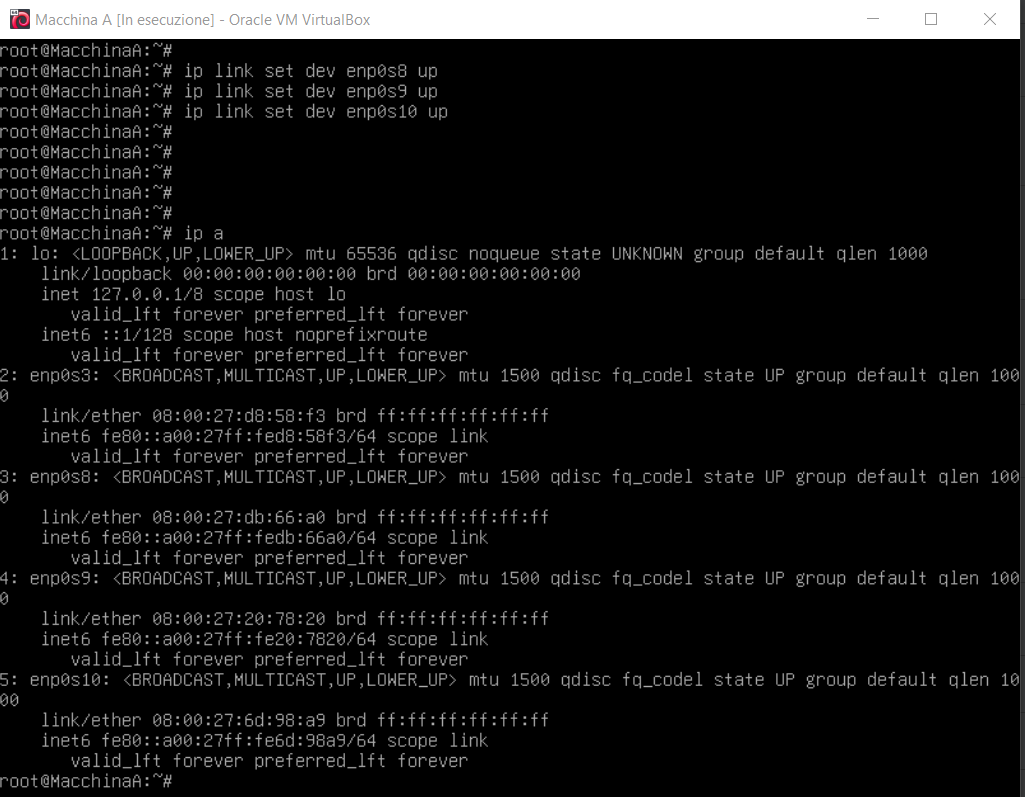 Macchina A [In esecuzione] - Oracle VM VirtualBox
root@MacchinaA:~#
root@MacchinaA:~# ip link set dev enp0s8 up
root@MacchinaA:~# ip link set dev enp0s9 up
root@MacchinaA:~# ip link set dev enp0s10 up
root@MacchinaA:~#
root@MacchinaA:~#
root@MacchinaA:~#
root@MacchinaA:~#
root@MacchinaA:~#
root@MacchinaA:~# ip a
1: lo: <LOOPBACK,UP,LOWER_UP> mtu 65536 qdisc noqueue state UNKNOWN group default qlen 1000
    link/loopback 00:00:00:00:00:00 brd 00:00:00:00:00:00
    inet 127.0.0.1/8 scope host lo
       valid_lft forever preferred_lft forever
    inet6 ::1/128 scope host noprefixroute
       valid_lft forever preferred_lft forever
2: enp0s3: <BROADCAST,MULTICAST,UP,LOWER_UP> mtu 1500 qdisc fq_codel state UP group default qlen 100
0
    link/ether 08:00:27:d8:58:f3 brd ff:ff:ff:ff:ff:ff
    inet6 fe80::a00:27ff:fed8:58f3/64 scope link
       valid_lft forever preferred_lft forever
3: enp0s8: <BROADCAST,MULTICAST,UP,LOWER_UP> mtu 1500 qdisc fq_codel state UP group default qlen 100
0
    link/ether 08:00:27:db:66:a0 brd ff:ff:ff:ff:ff:ff
    inet6 fe80::a00:27ff:fedb:66a0/64 scope link
       valid_lft forever preferred_lft forever
4: enp0s9: <BROADCAST,MULTICAST,UP,LOWER_UP> mtu 1500 qdisc fq_codel state UP group default qlen 100
0
    link/ether 08:00:27:20:78:20 brd ff:ff:ff:ff:ff:ff
    inet6 fe80::a00:27ff:fe20:7820/64 scope link
       valid_lft forever preferred_lft forever
5: enp0s10: <BROADCAST,MULTICAST,UP,LOWER_UP> mtu 1500 qdisc fq_codel state UP group default qlen 10
00
    link/ether 08:00:27:6d:98:a9 brd ff:ff:ff:ff:ff:ff
    inet6 fe80::a00:27ff:fe6d:98a9/64 scope link
       valid_lft forever preferred_lft forever
root@MacchinaA:~#